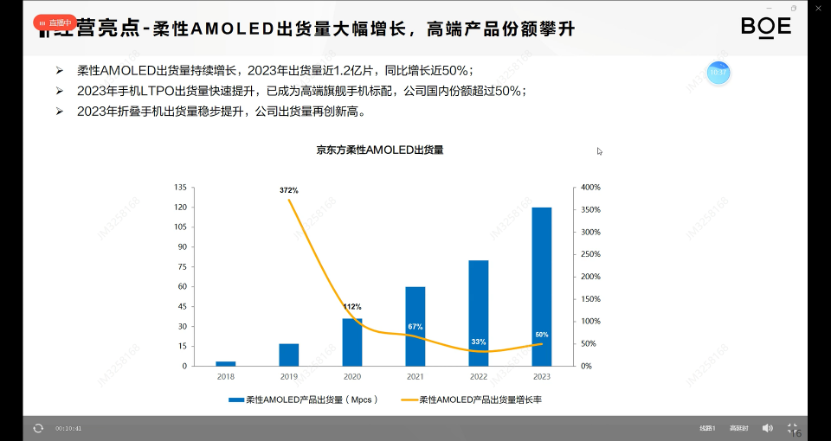 直播中
经营亮点-柔性AMOLED出货量大幅增长，高端产品份额攀升
BOE
柔性AMOLED出货量持续增长，2023年出货量近1.2亿片，同比增长近50%；
2023年手机LTPO出货量快速提升，已成为高端旗舰手机标配，公司国内份额超过50%；
2023年折叠手机出货量稳步提升，公司出货量再创新高。
京东方柔性AMOLED出货量
135
120
105
90
75
60
45
30
15
0
400%
350%
300%
250%
200%
150%
100%
50%
0%
372%
112%
67%
33%
50%
2018 2019 2020 2021 2022 2023
柔性AMOLED产品出货量（Mpcs） 柔性AMOLED产品出货量增长率
线路1
16